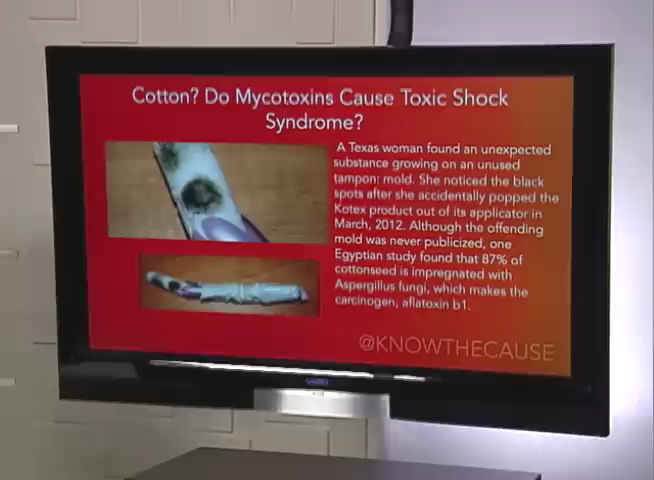 Cotton? Do Mycotoxins Cause Toxic Shock
Syndrome?
A Texas woman found an unexpected
substance growing on an unused
tampon: mold. She noticed the black
spots after she accidentally popped the
Kotex product out of its applicator in
March, 2012. Although the offending
mold was never publicized, one
Egyptian study found that 87% of
cottonseed is impregnated with
Aspergillus fungi, which makes the
carcinogen, aflatoxin b1.
@KNOWTHECAUSE